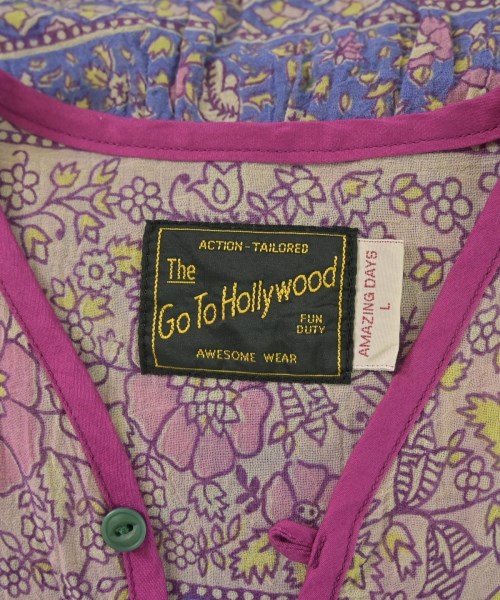 ACTION-TAILORED
The
Go To Hollywood
FUN
DUTY
AWESOME WEAR
AMAZING DAYS
L